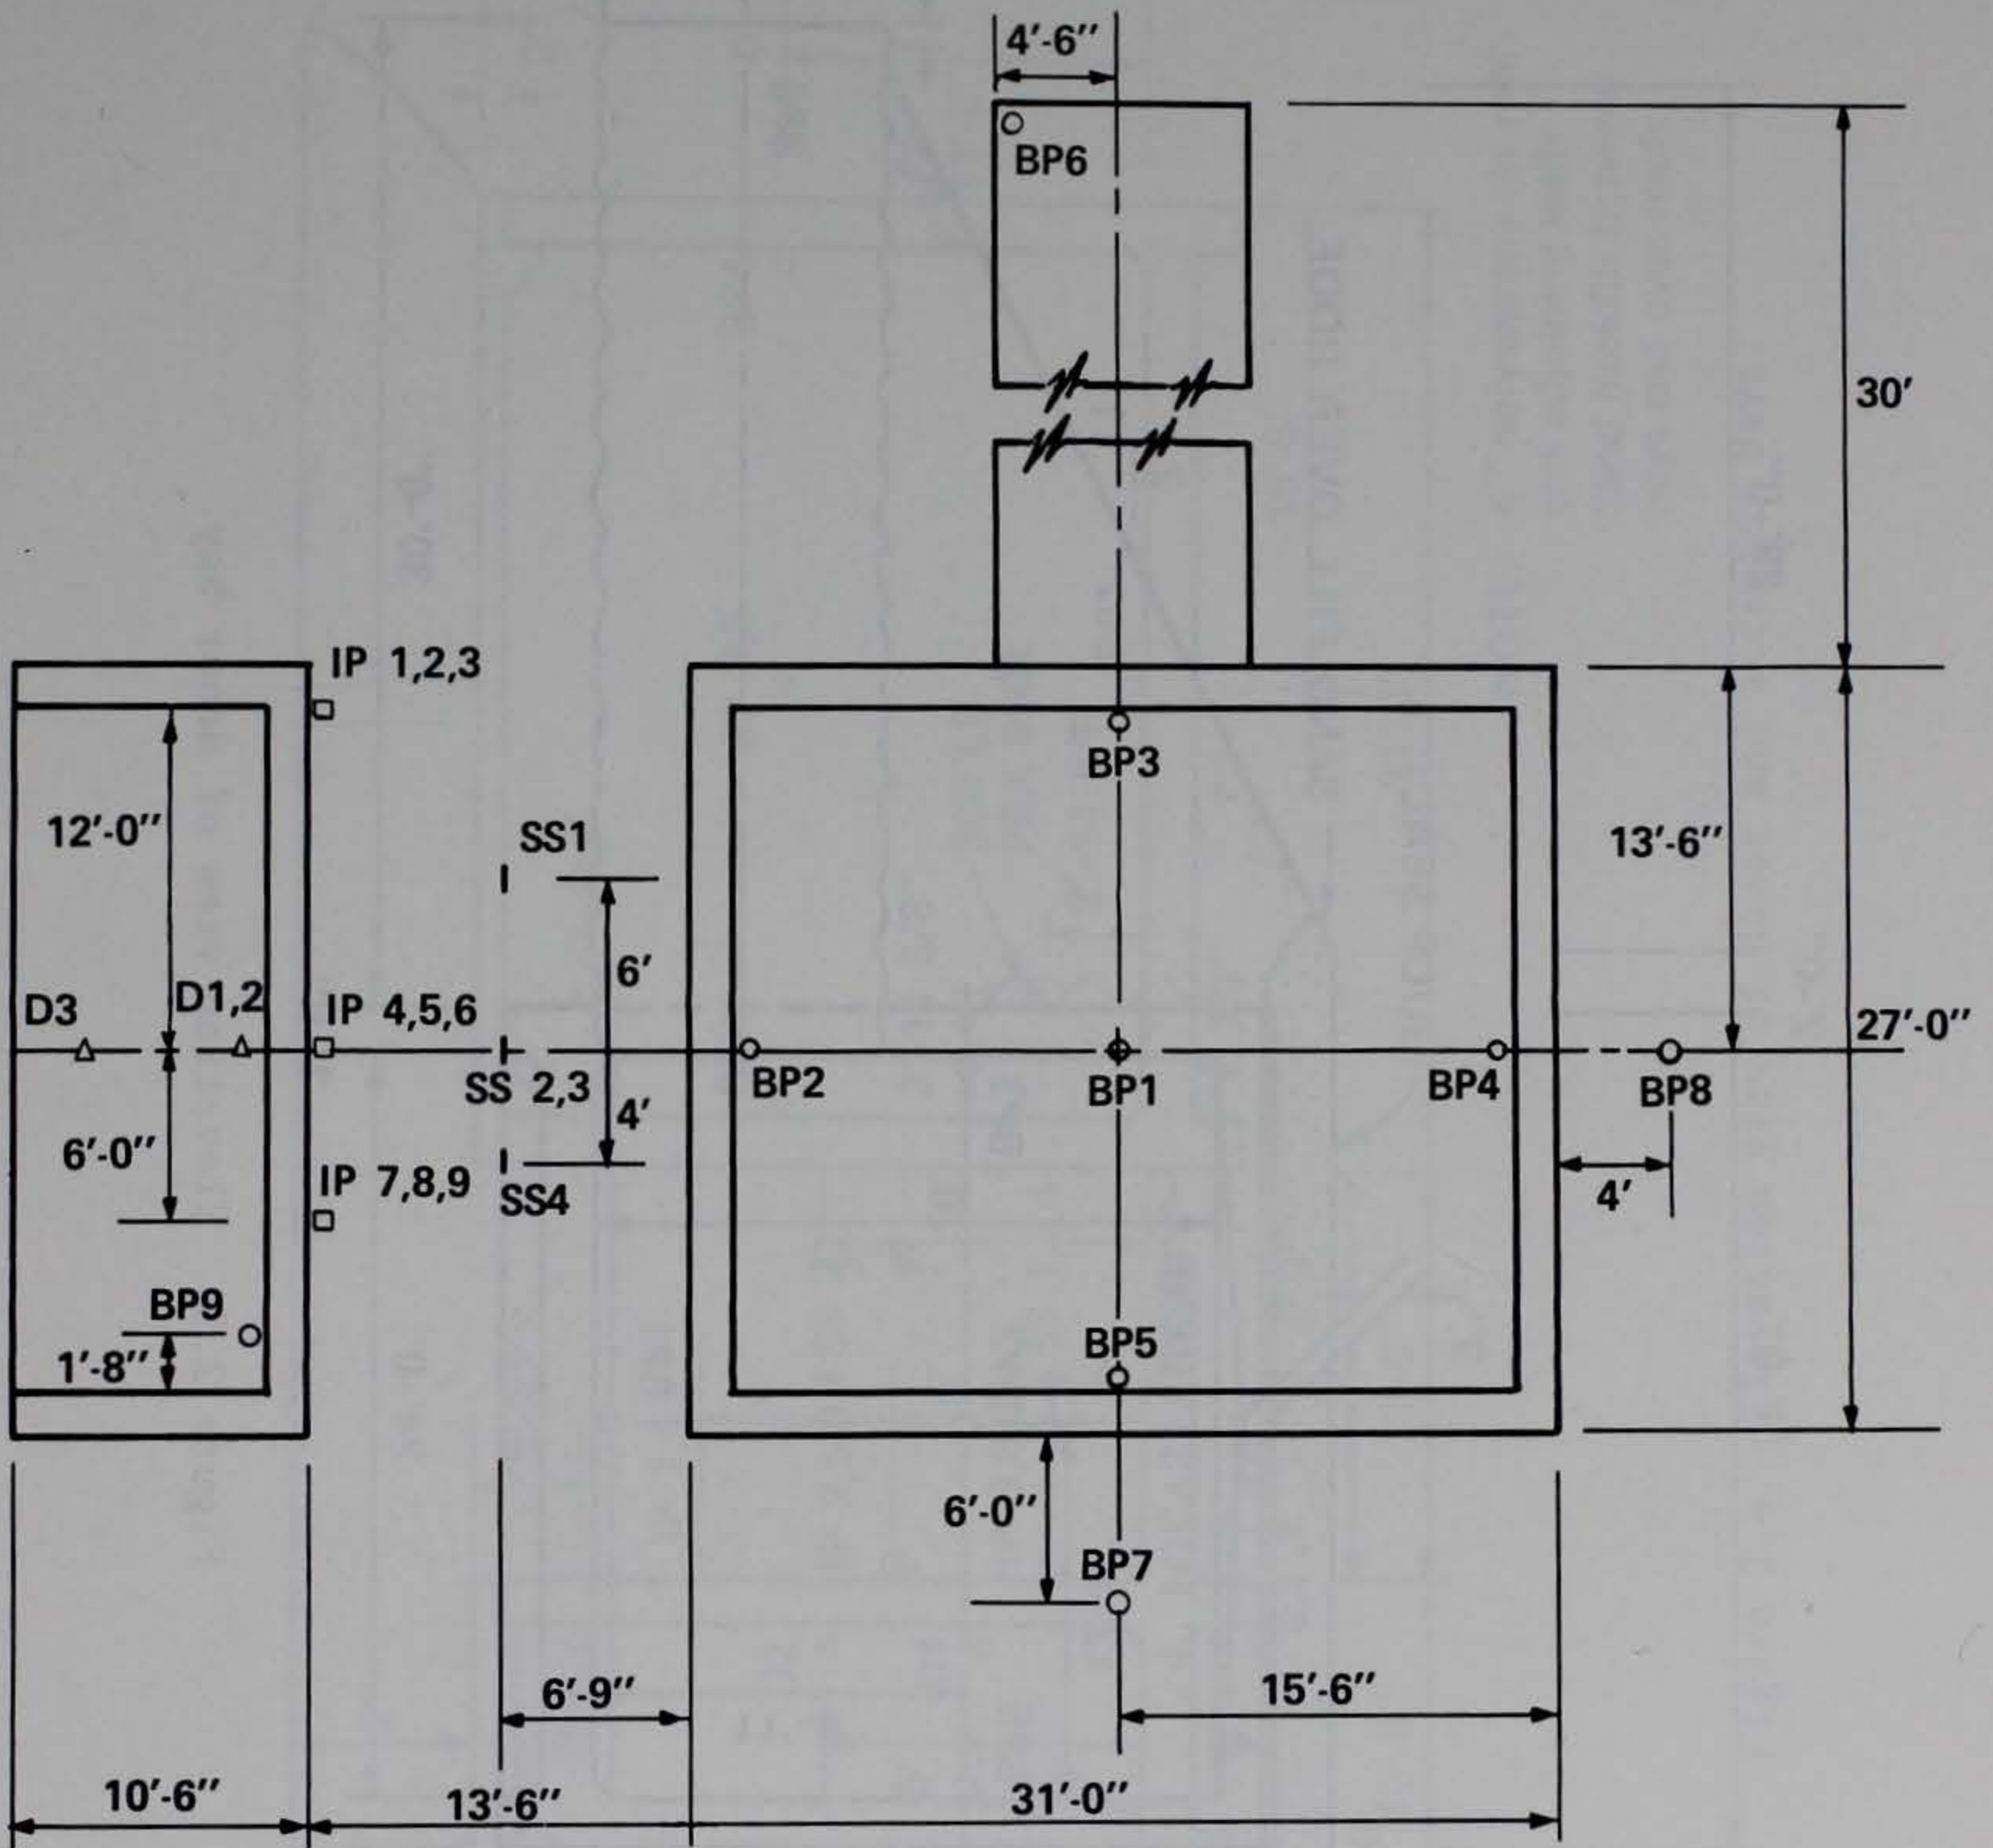 4'-6"
BP6
30'
IP 1,2,3
BP3
12'-0"
SS1
13'-6"
6'
D3
D1,2
IP 4,5,6
27'-0"
SS 2,3
BP2
BP1
BP4
BP8
4'
6'-0"
IP 7,8,9
SS4
4'
BP9
BP5
1'-8"
6'-0"
BP7
6'-9"
15'-6"
10'-6"
13'-6"
31'-0"